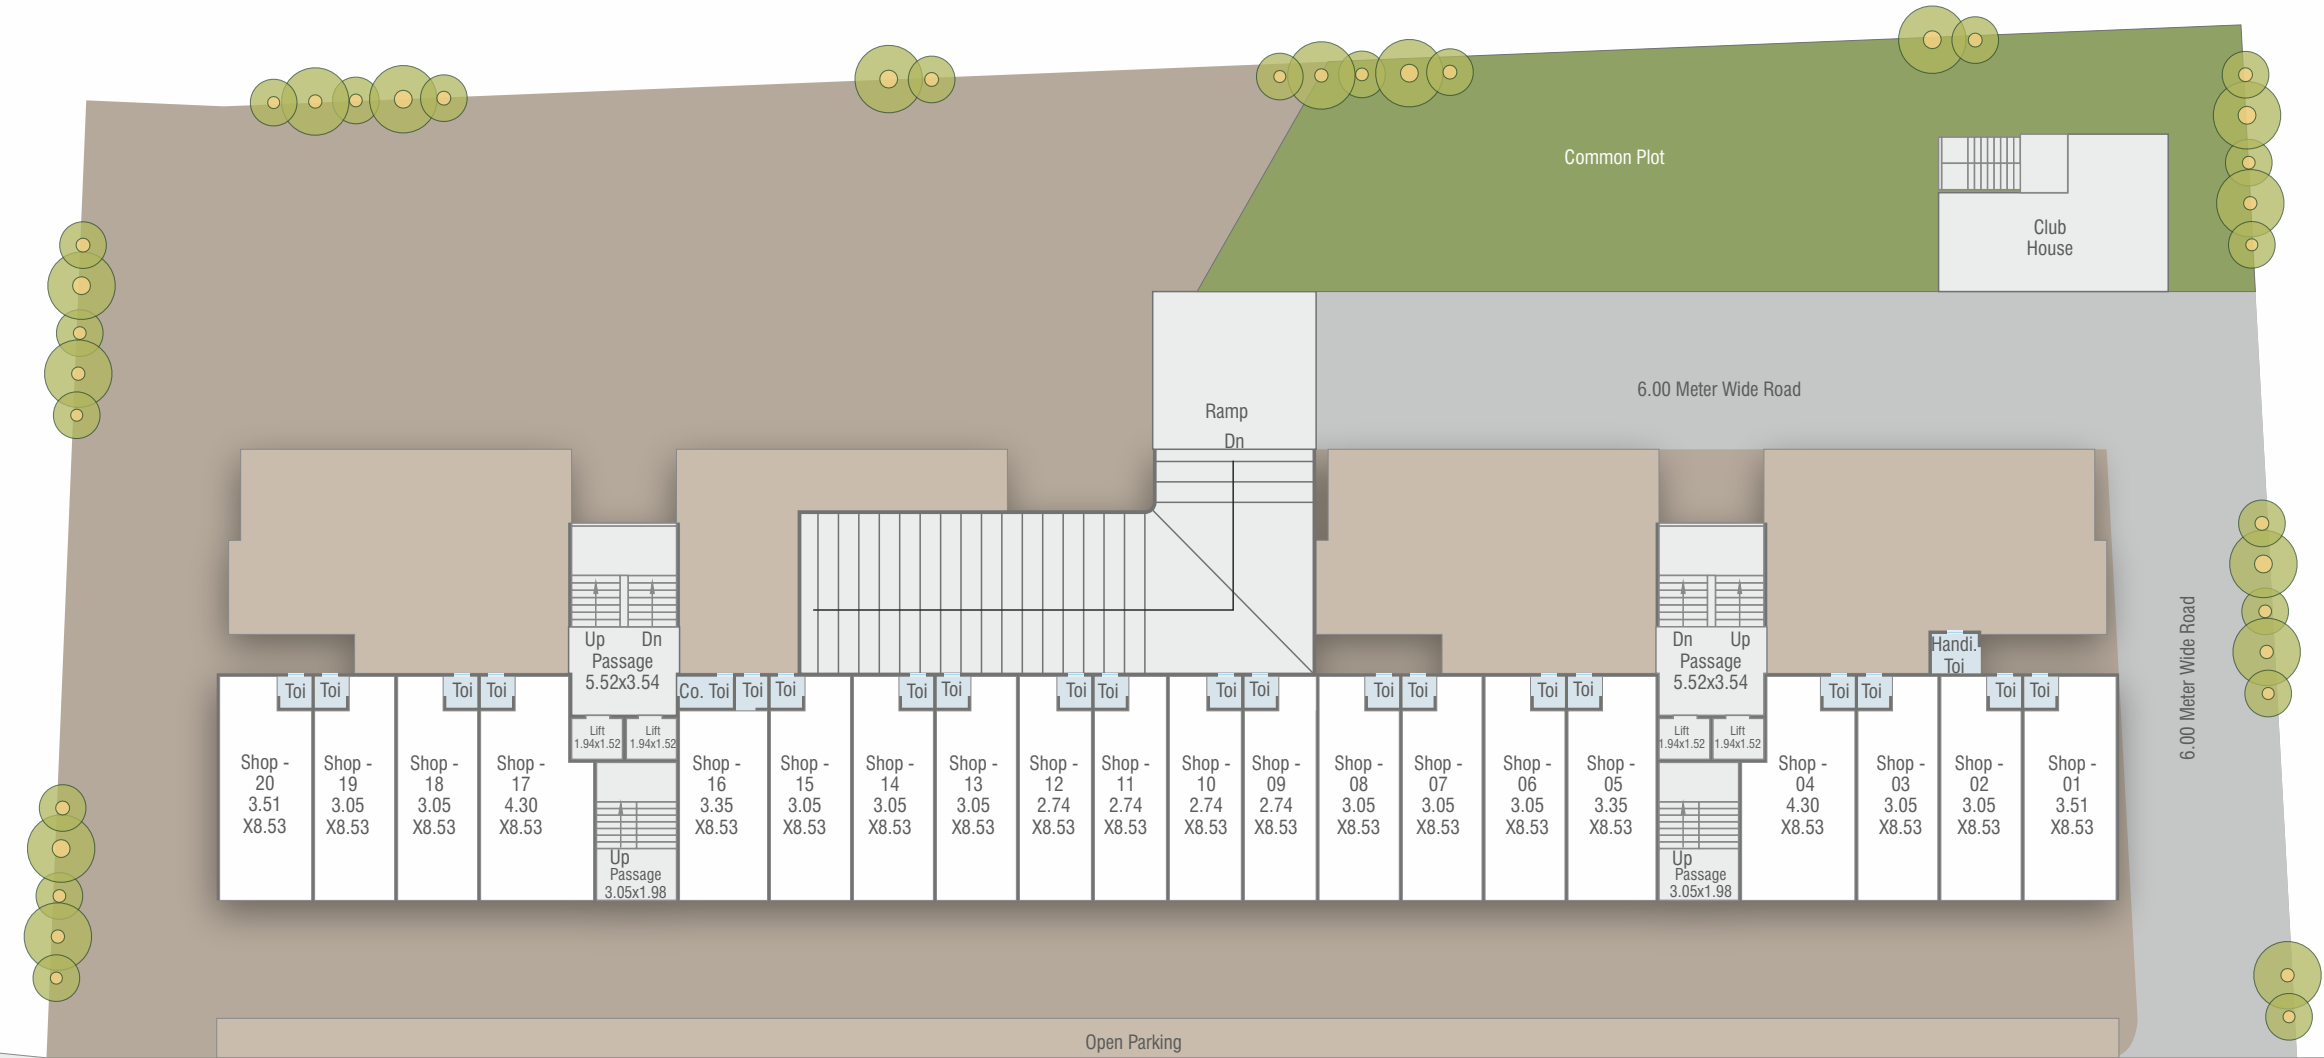 Common Plot
Club
House
6.00 Meter Wide Road
Ramp
Dn
6.00 Meter Wide Road
Up Dn
Passage
5.52x3.54
Dn Up
Passage
5.52x3.54
Handi.
Toi
Toi Toi
Toi Toi
Co. Toi Toi Toi
Toi Toi
Toi Toi
Toi Toi
Toi Toi
Toi Toi
Toi Toi
Toi Toi
Lift
1.94x1.52
Lift
1.94x1.52
Lift
1.94x1.52
Lift
1.94x1.52
Shop -
20
3.51
X8.53
Shop -
19
3.05
X8.53
Shop -
18
3.05
X8.53
Shop -
17
4.30
X8.53
Up
Passage
3.05x1.98
Shop -
16
3.35
X8.53
Shop -
15
3.05
X8.53
Shop -
14
3.05
X8.53
Shop -
13
3.05
X8.53
Shop -
12
2.74
X8.53
Shop -
11
2.74
X8.53
Shop -
10
2.74
X8.53
Shop -
09
2.74
X8.53
Shop -
08
3.05
X8.53
Shop -
07
3.05
X8.53
Shop -
06
3.05
X8.53
Shop -
05
3.35
X8.53
Up
Passage
3.05x1.98
Shop -
04
4.30
X8.53
Shop -
03
3.05
X8.53
Shop -
02
3.05
X8.53
Shop -
01
3.51
X8.53
Open Parking